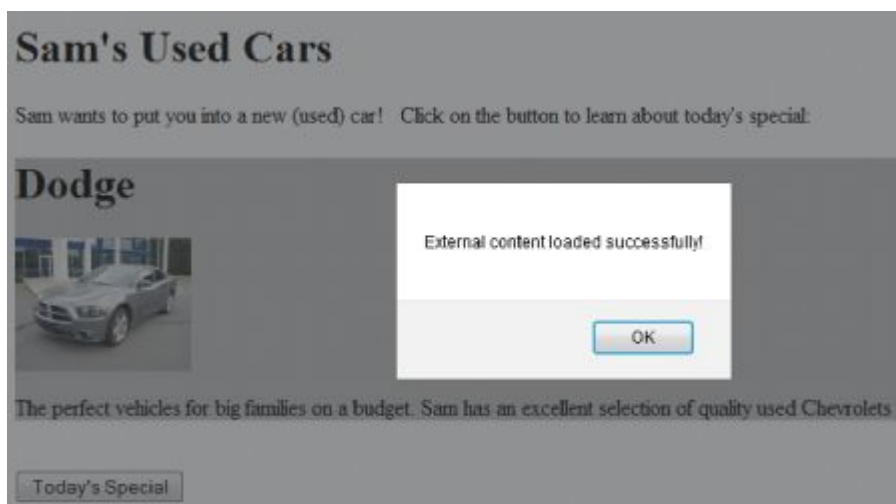 Sam's Used Cars
Sam wants to put you into a new (used) car! Click on the button to learn about today's special:
Dodge
External content loaded successfully!
OK
The perfect vehicles for big families on a budget. Sam has an excellent selection of quality used Chevrolets
Today's Special